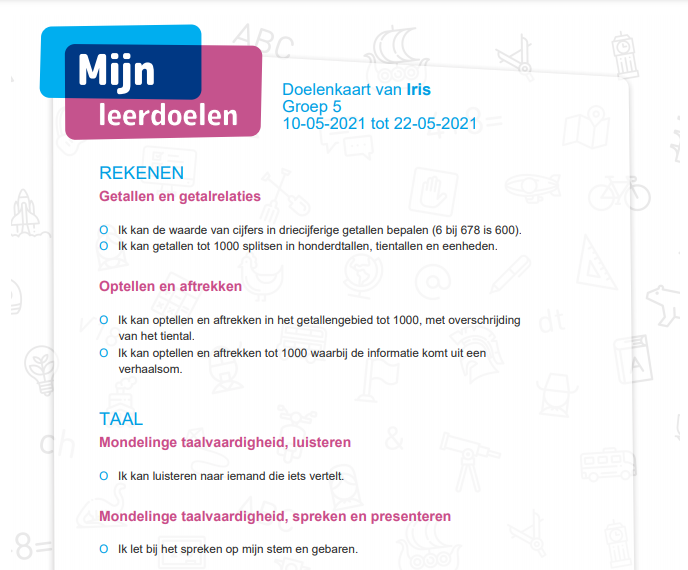 Mijn
leerdoelen
Doelenkaart van Iris
Groep 5
10-05-2021 tot 22-05-2021
REKENEN
Getallen en getalrelaties
O Ik kan de waarde van cijfers in driecijferige getallen bepalen (6 bij 678 is 600).
O Ik kan getallen tot 1000 splitsen in honderdtallen, tientallen en eenheden.
Optellen en aftrekken
O Ik kan optellen en aftrekken in het getallengebied tot 1000, met overschrijding
van het tiental.
O Ik kan optellen en aftrekken tot 1000 waarbij de informatie komt uit een
verhaalsom.
TAAL
Mondelinge taalvaardigheid, luisteren
O Ik kan luisteren naar iemand die iets vertelt.
Mondelinge taalvaardigheid, spreken en presenteren
O Ik let bij het spreken op mijn stem en gebaren.
ABC
@
dt
A
ch
&
8=